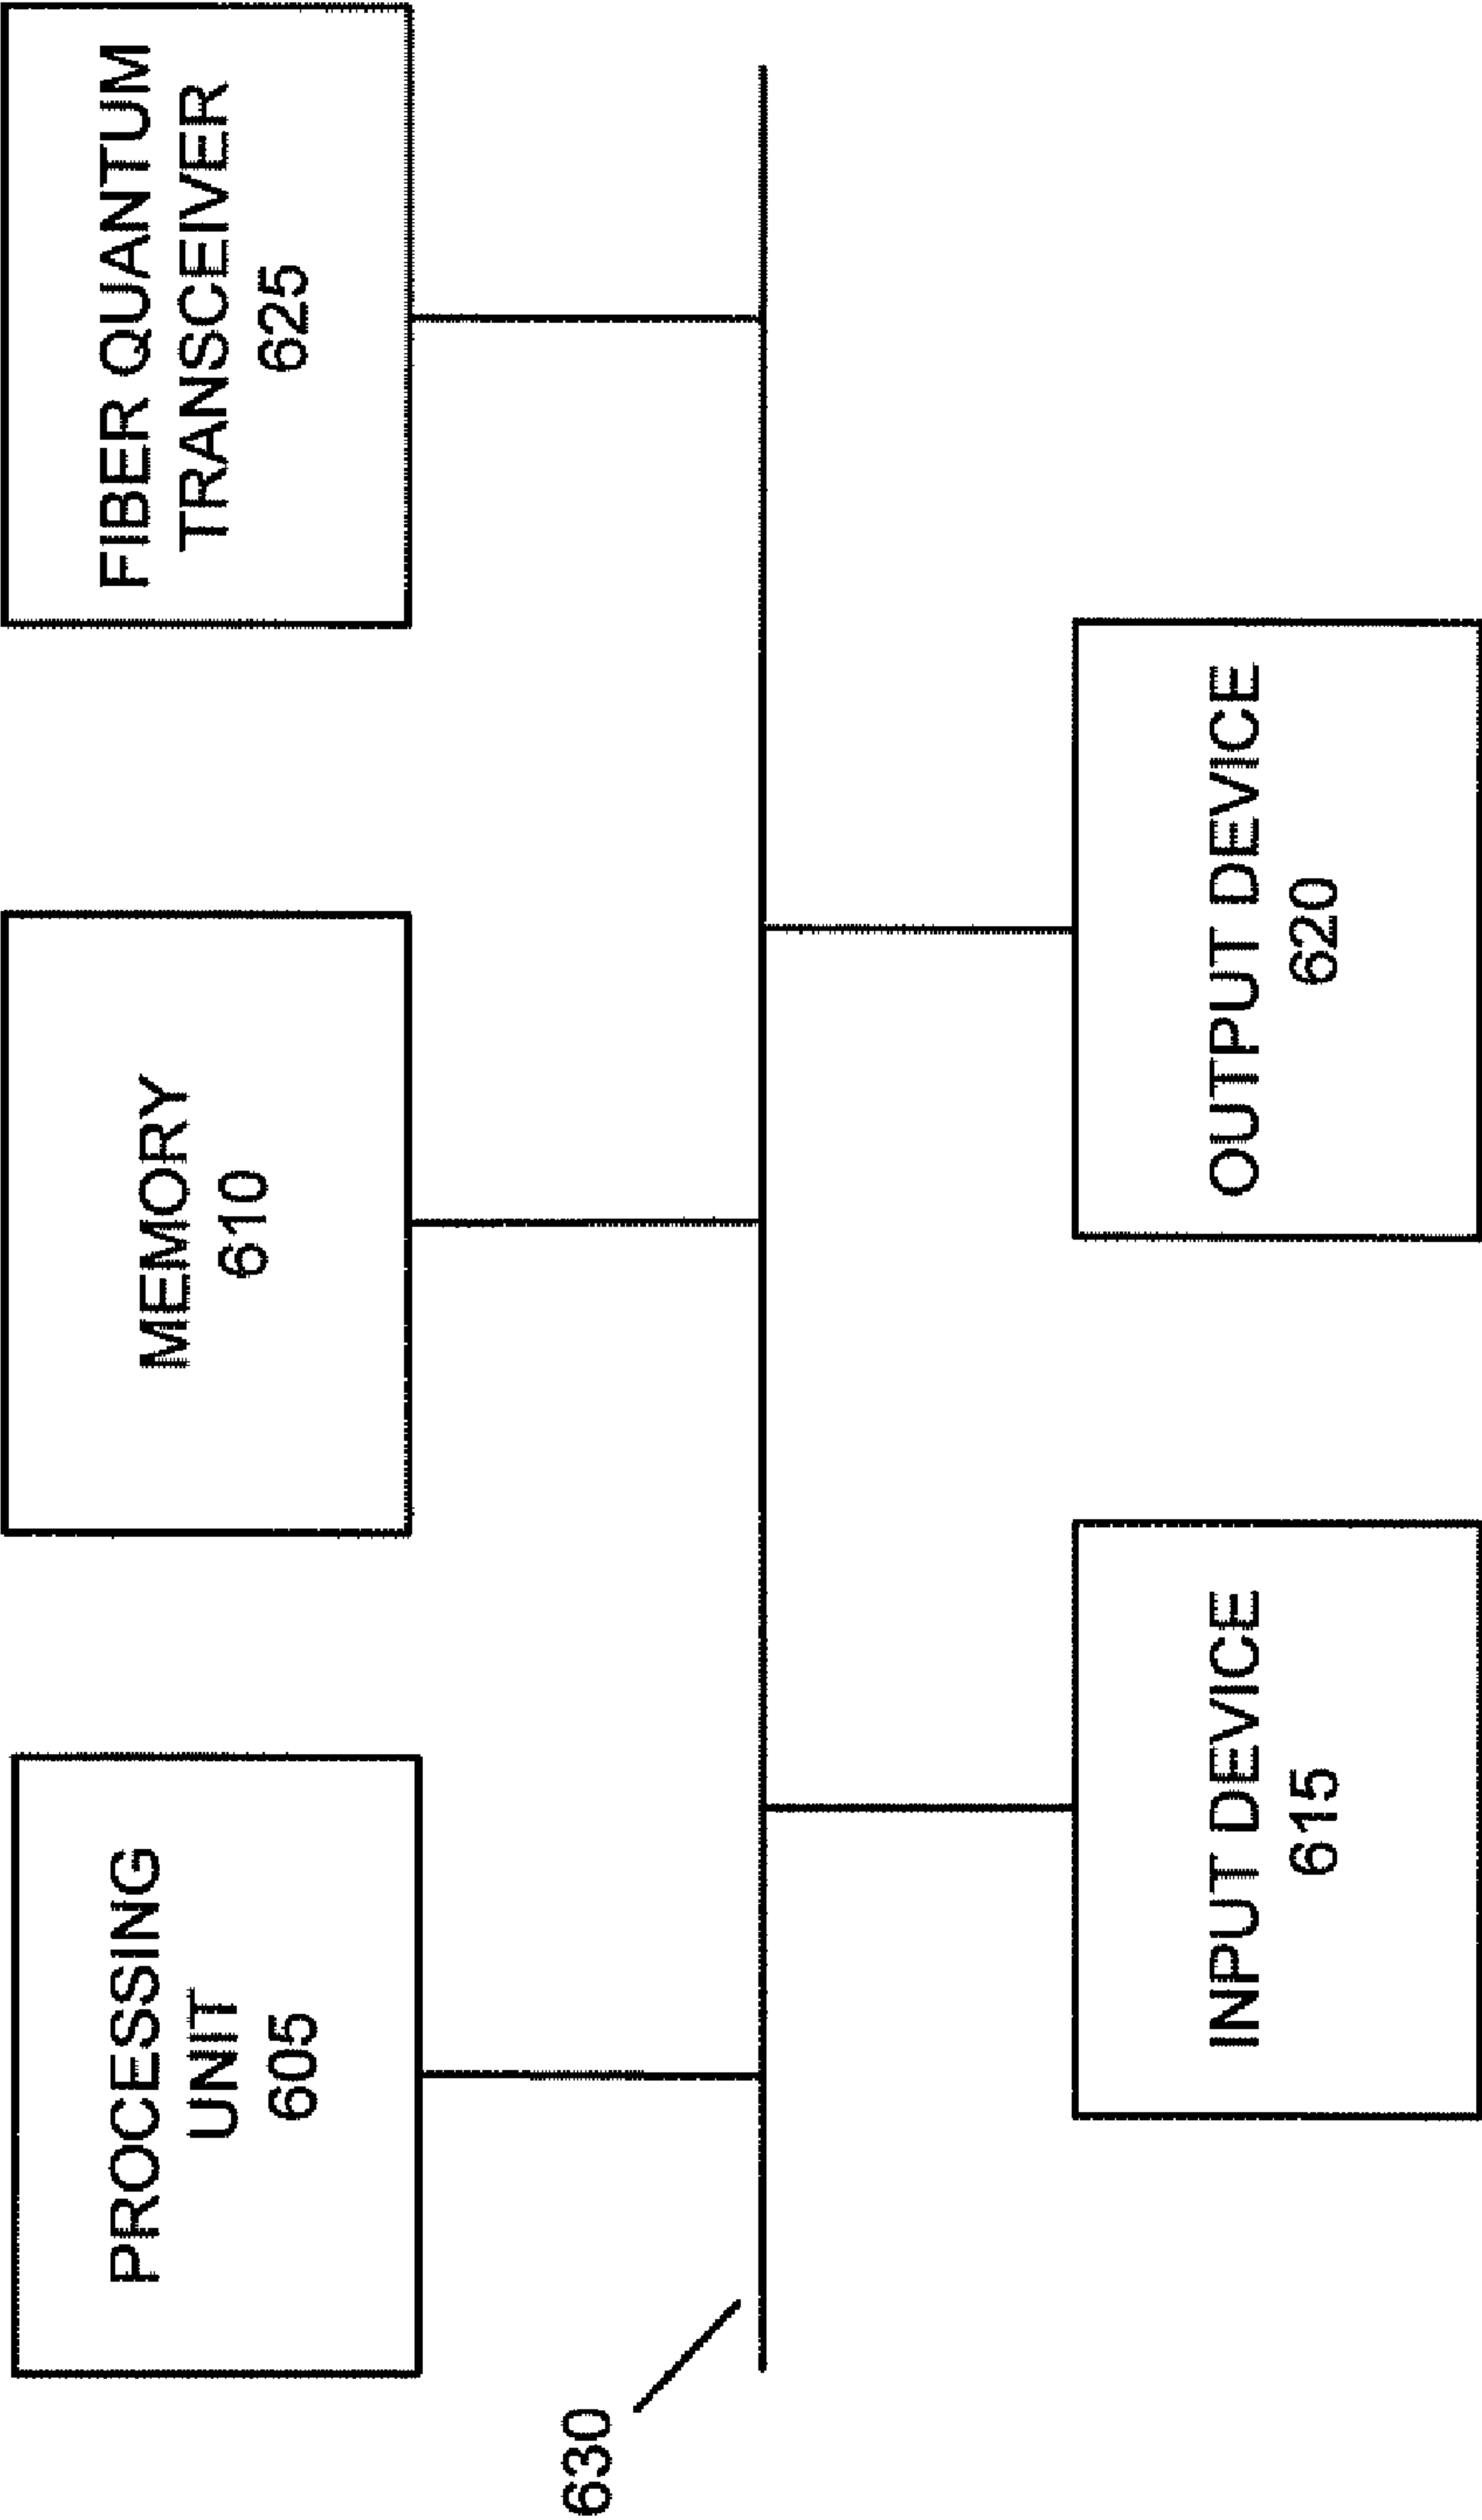 PROCESSING
UNIT
605
MEMORY
610
FIBER QUANTUM
TRANSCEIVER
625
630
INPUT DEVICE
615
OUTPUT DEVICE
620